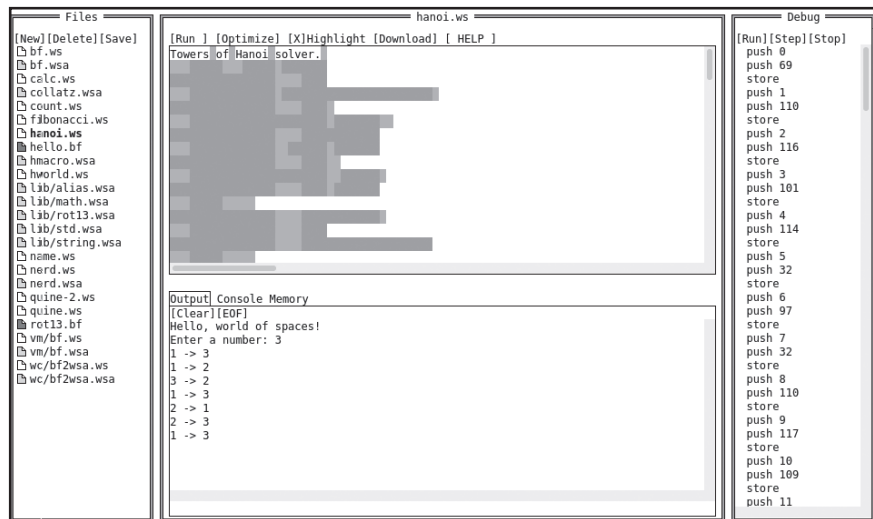 Files
[New][Delete][Save]
bf.ws
bf.wsa
calc.ws
collatz.wsa
count.ws
fibonacci.ws
hanoi.ws
hello.bf
hmacro.wsa
hworld.ws
lib/alias.wsa
lib/math.wsa
lib/rot13.wsa
lib/std.wsa
lib/string.wsa
name.ws
nerd.ws
nerd.wsa
quine-2.ws
quine.ws
rot13.bf
vm/bf.ws
vm/bf.wsa
wc/bf2wsa.ws
wc/bf2wsa.wsa
hanoi.ws
[Run ] [Optimize] [X]Highlight [Download] [ HELP ]
Towers of Hanoi solver.
Output Console Memory
[Clear][EOF]
Hello, world of spaces!
Enter a number: 3
1 -> 3
1 -> 2
3 -> 2
1 -> 3
2 -> 1
2 -> 3
1 -> 3
Debug
[Run][Step][Stop]
push 0
push 69
store
push 1
push 110
store
push 2
push 116
store
push 3
push 101
store
push 4
push 114
store
push 5
push 32
store
push 6
push 97
store
push 7
push 32
store
push 8
push 110
store
push 9
push 117
store
push 10
push 109
store
push 11